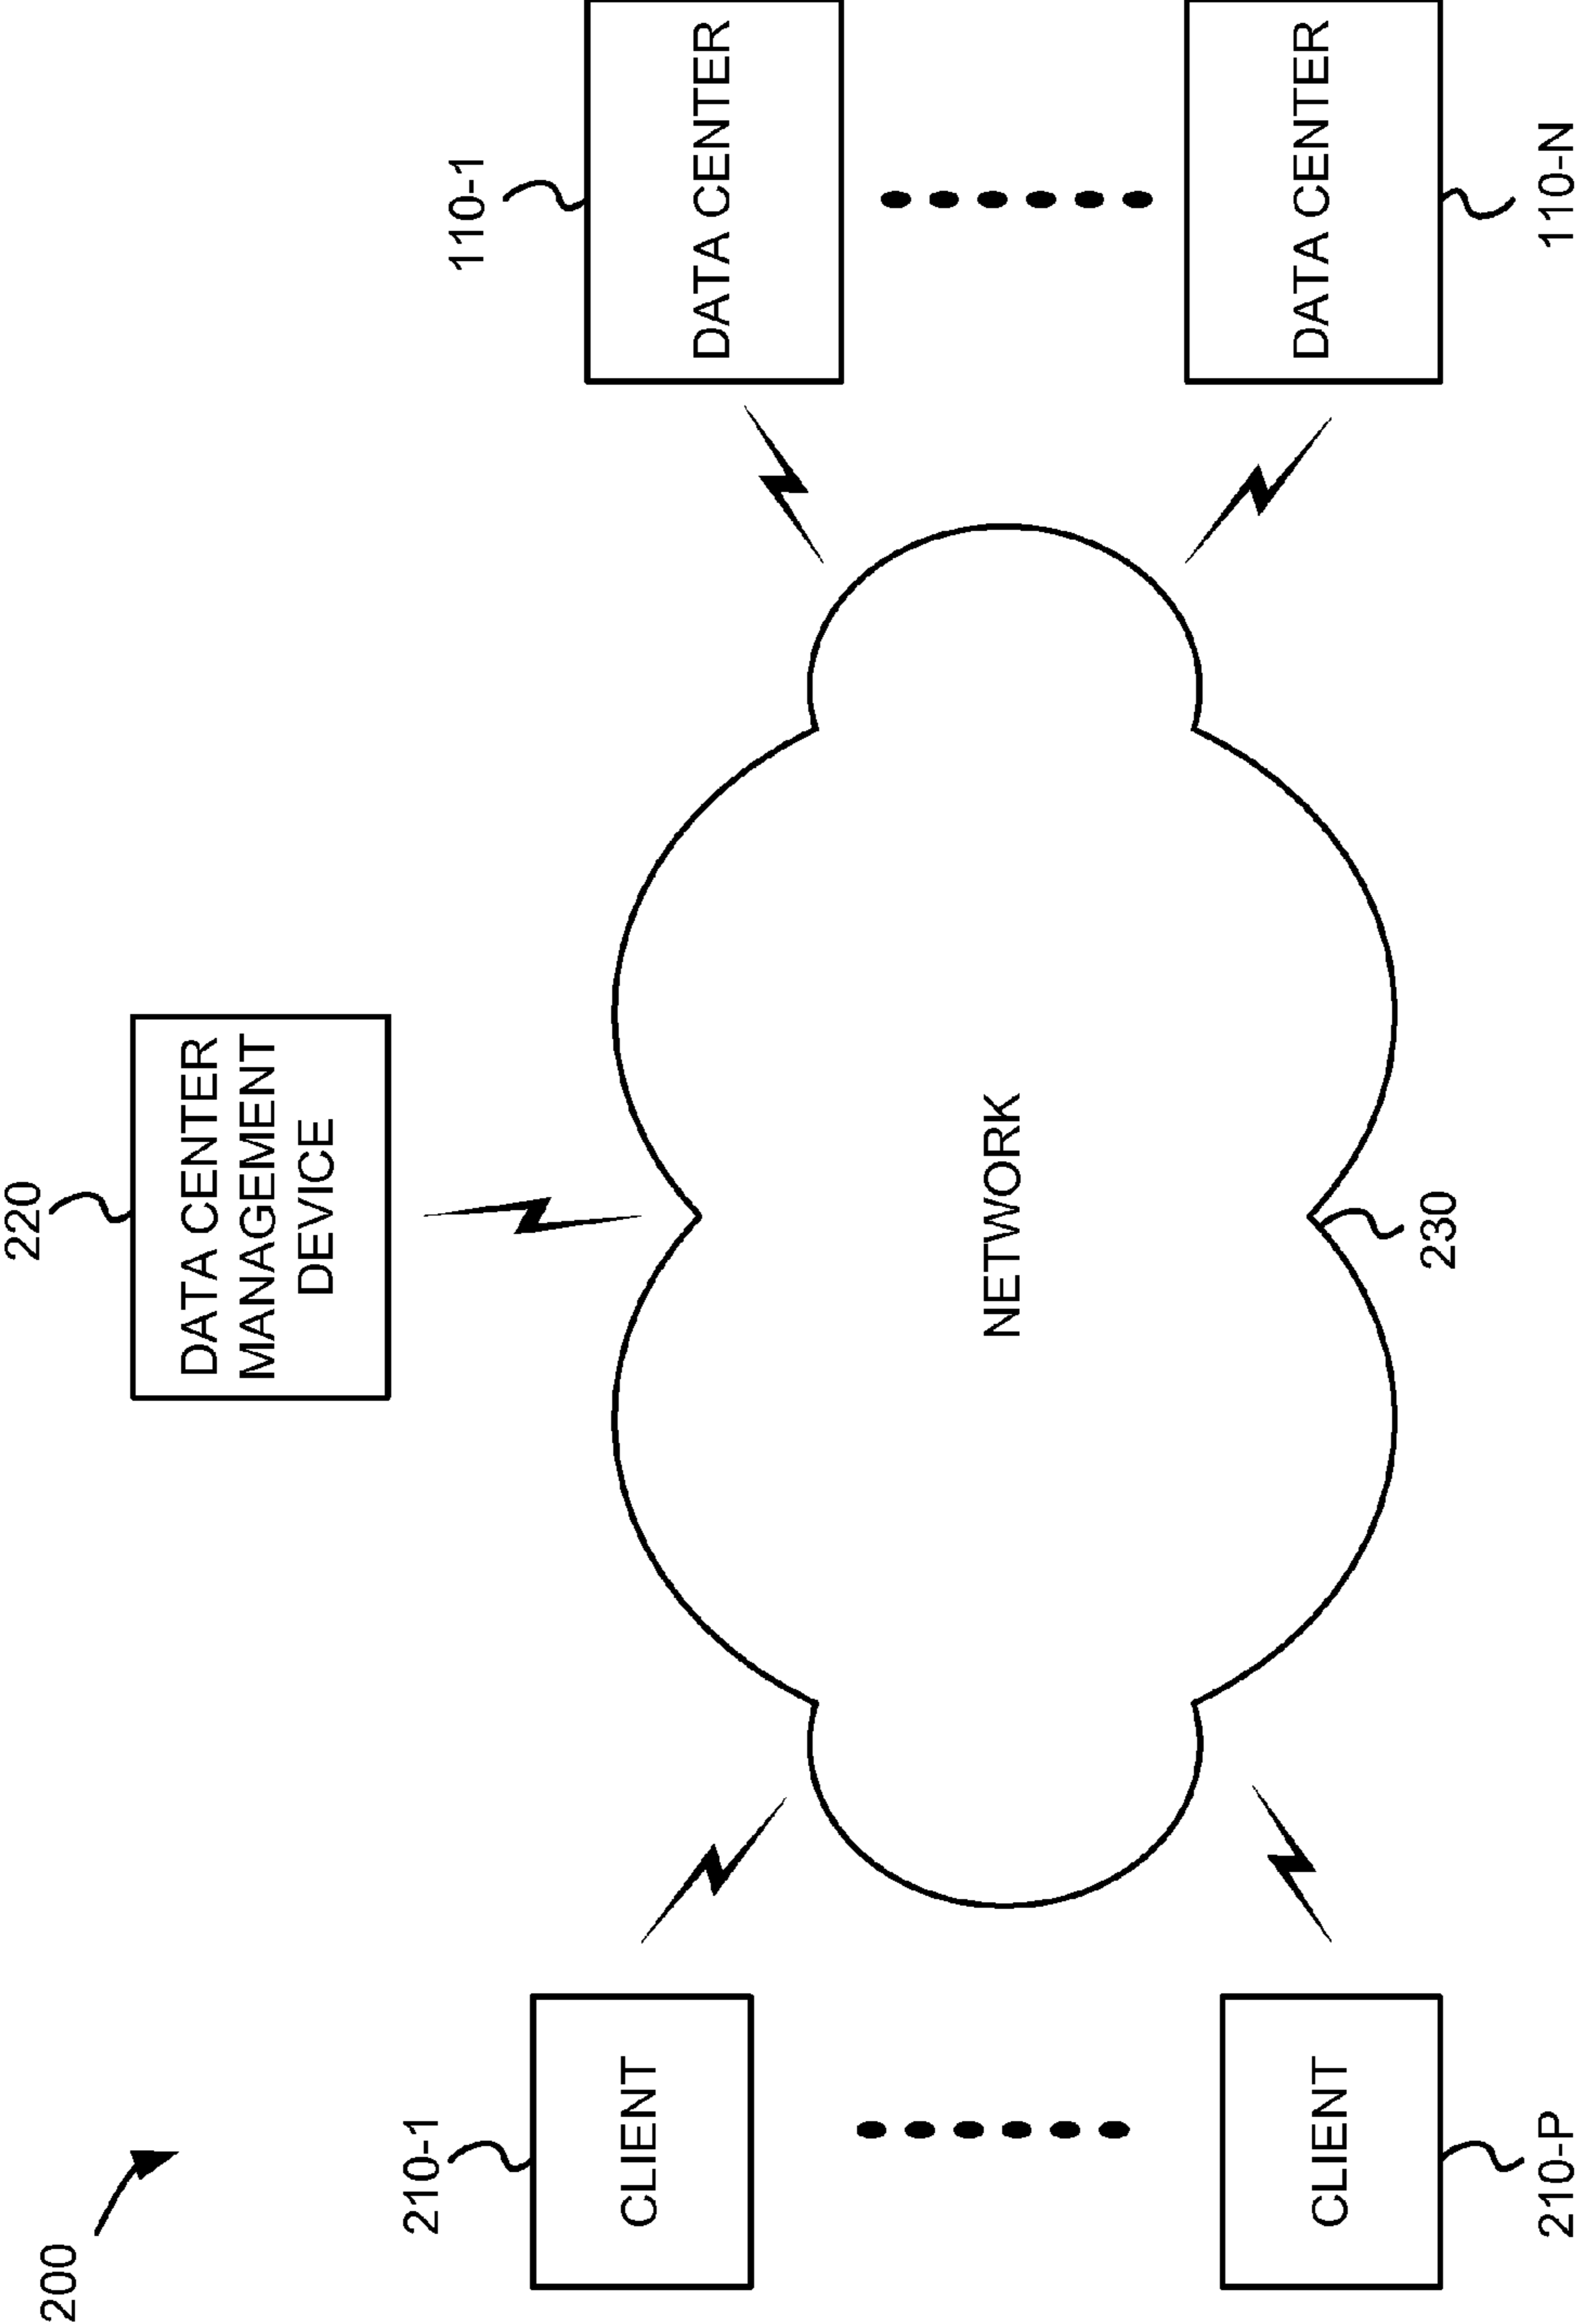 200
220
DATA CENTER
MANAGEMENT
DEVICE
210-1
CLIENT
110-1
DATA CENTER
NETWORK
CLIENT
210-P
230
DATA CENTER
110-N